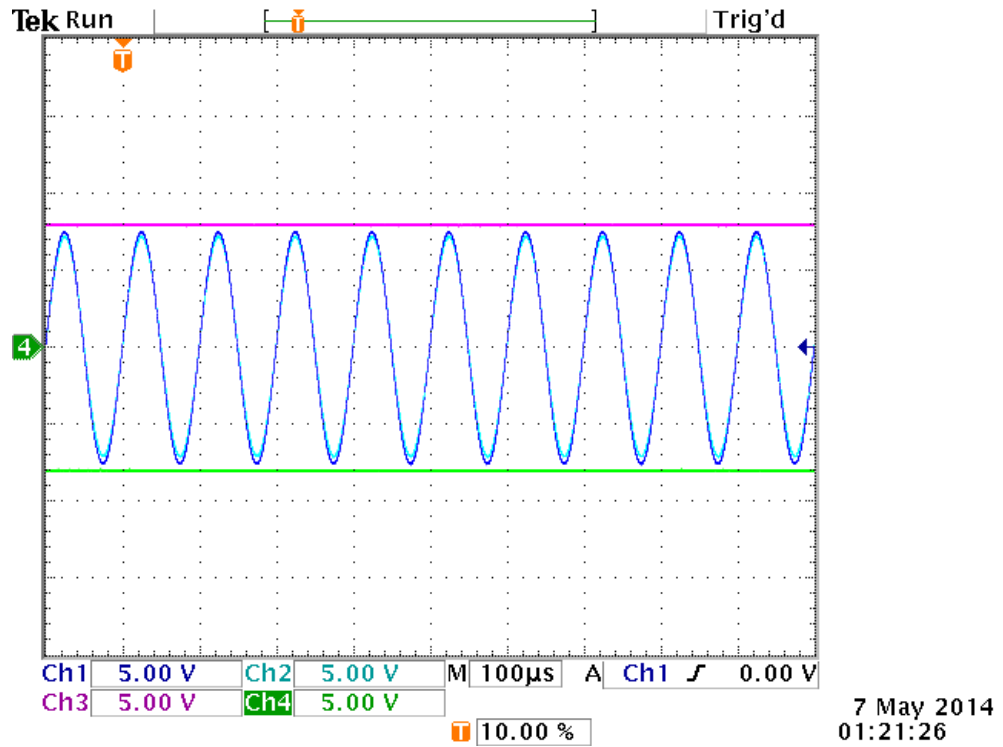 Tek Run Trig'd
T
T
4
Ch1 5.00 V Ch2 5.00 V M 100µs A Ch1 0.00 V
Ch3 5.00 V Ch4 5.00 V
T 10.00 %
7 May 2014
01:21:26